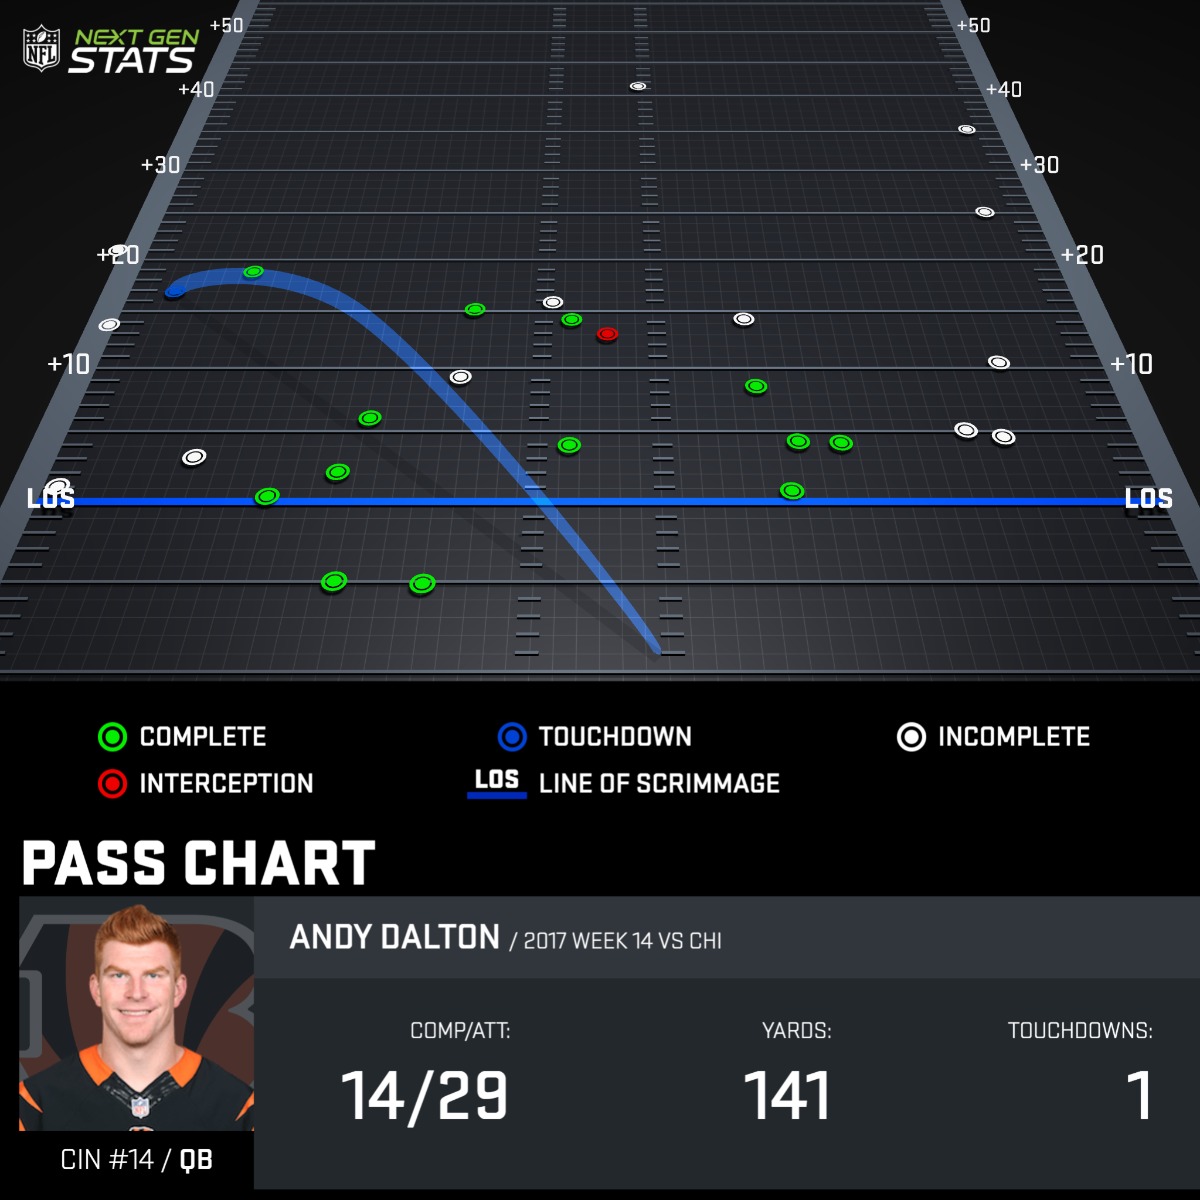 NFL NEXT GEN STATS
+50 +50
+40 +40
+30 +30
+20 +20
+10 +10
LOS LOS
COMPLETE TOUCHDOWN INCOMPLETE
INTERCEPTION LOS LINE OF SCRIMMAGE
PASS CHART
ANDY DALTON / 2017 WEEK 14 VS CHI
COMP/ATT: YARDS: TOUCHDOWNS:
14/29 141 1
CIN #14 / QB